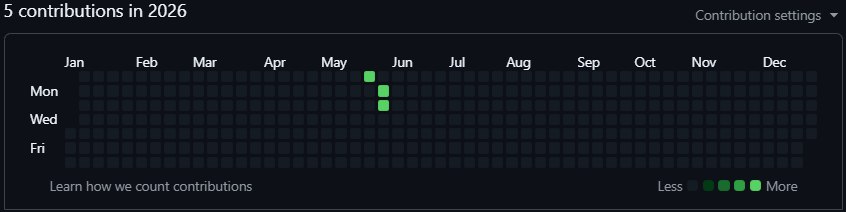 5 contributions in 2026
Contribution settings
Jan Feb Mar Apr May Jun Jul Aug Sep Oct Nov Dec
Mon
Wed
Fri
Learn how we count contributions
Less More